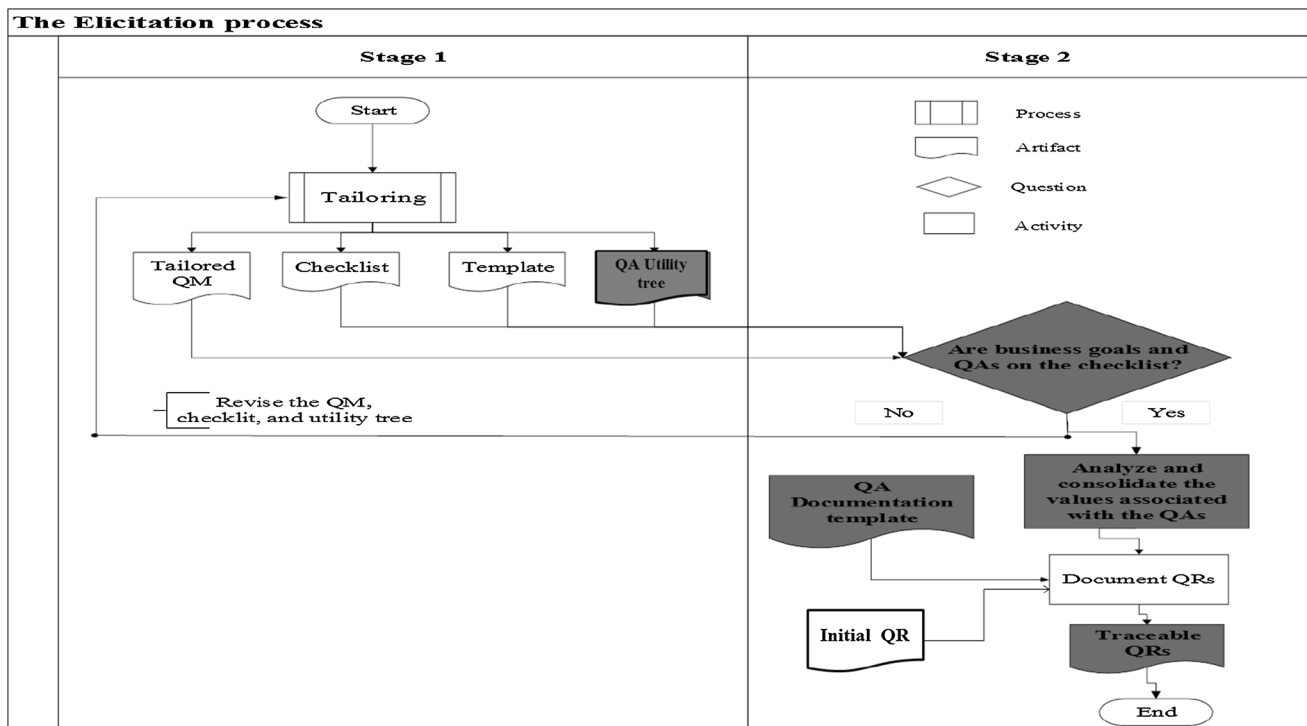 The Elicitation process
Stage 1
Stage 2
Start
Process
Artifact
Question
Activity
Tailoring
Tailored
QM
Checklist
Template
QA Utility
tree
Are business goals and
QAs on the checklist?
Revise the QM,
checklit, and utility tree
No
Yes
Analyze and
consolidate the
values associated
with the QAs
QA
Documentation
template
Document QRs
Initial QR
Traceable
QRs
End